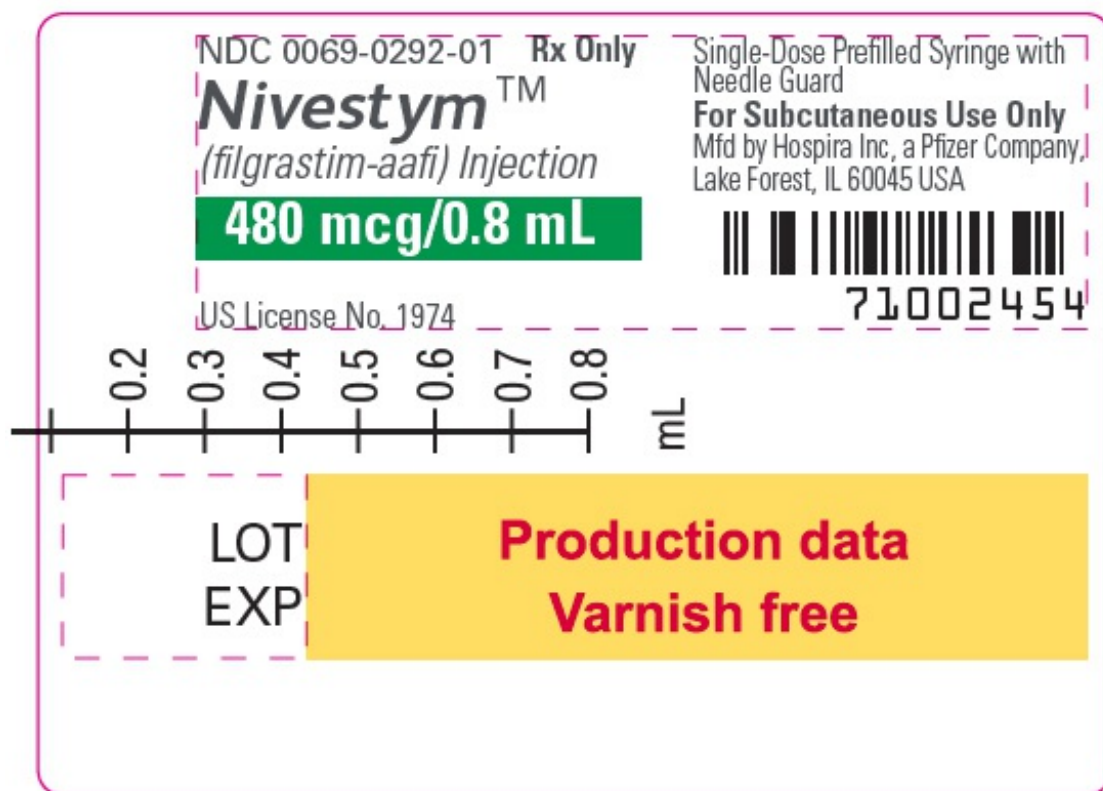 NDC 0069-0292-01 Rx Only
Nivestym™
(filgrastim-aafi) Injection
480 mcg/0.8 mL
US License No. 1974
Single-Dose Prefilled Syringe with
Needle Guard
For Subcutaneous Use Only
Mfd by Hospira Inc, a Pfizer Company,
Lake Forest, IL 60045 USA
71002454
0.2 0.3 0.4 0.5 0.6 0.7 0.8 mL
LOT
EXP
Production data
Varnish free